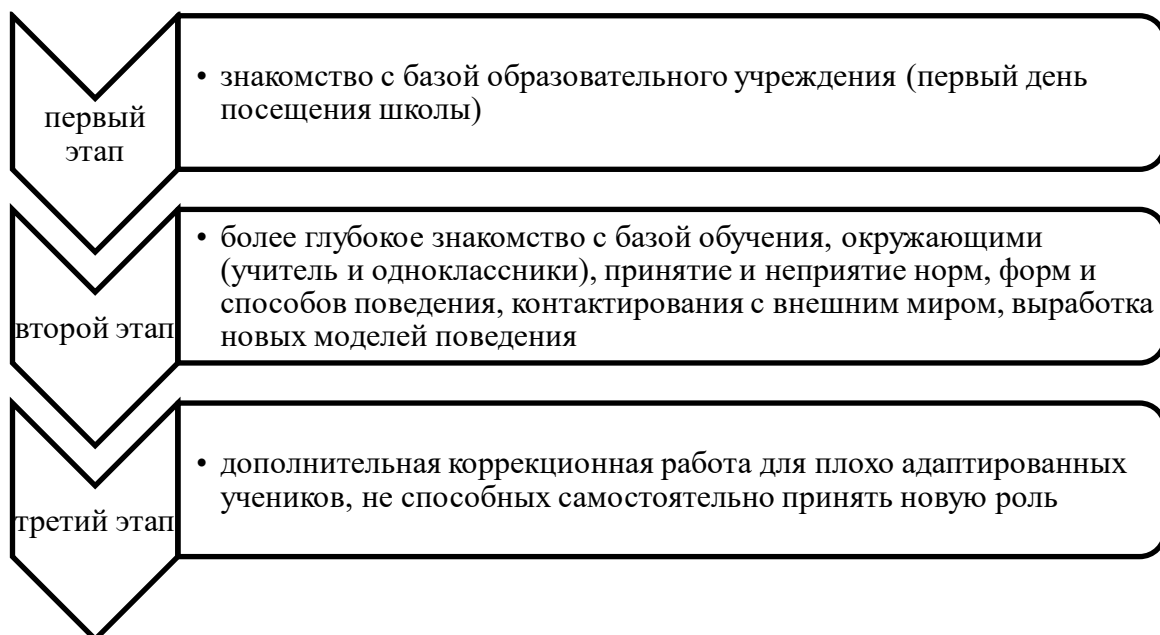 первый
этап
• знакомство с базой образовательного учреждения (первый день
посещения школы)
второй этап
• более глубокое знакомство с базой обучения, окружающими
(учитель и одноклассники), принятие и неприятие норм, форм и
способов поведения, контактирования с внешним миром, выработка
новых моделей поведения
третий этап
• дополнительная коррекционная работа для плохо адаптированных
учеников, не способных самостоятельно принять новую роль